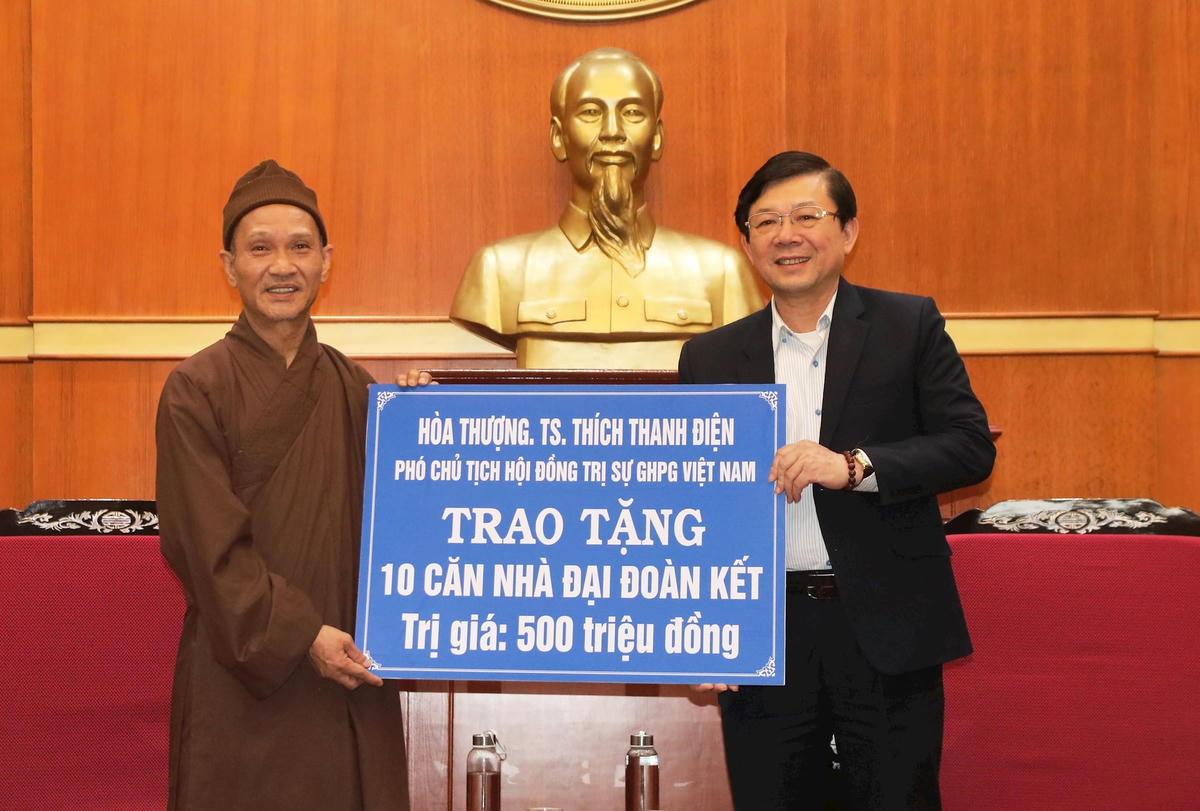 HÒA THƯỢNG. TS. THÍCH THANH ĐIỆN
PHÓ CHỦ TỊCH HỘI ĐỒNG TRỊ SỰ GHPG VIỆT NAM
TRAO TẶNG
10 CĂN NHÀ ĐẠI ĐOÀN KẾT
Trị giá: 500 triệu đồng